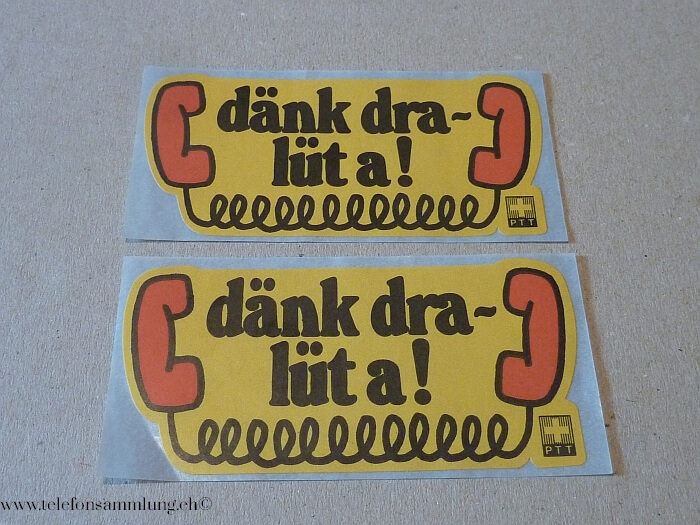 dänk dra~
lüt a!
PTT
dänk dra~
lüt a!
PTT
www.telefonsammlung.ch©